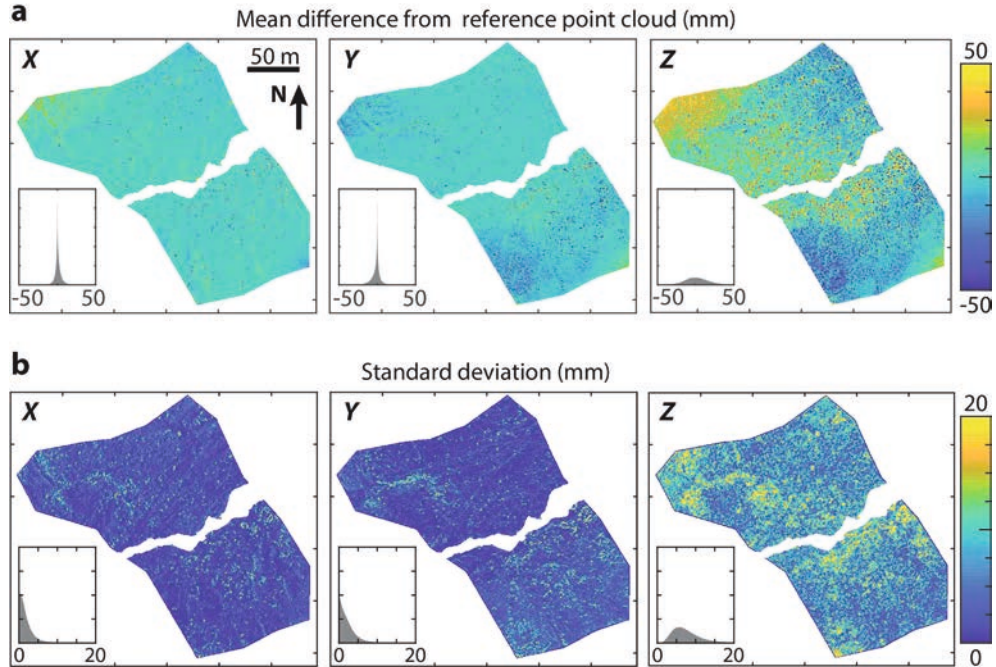 a
Mean difference from reference point cloud (mm)
X
50 m
N
Y
Z
50
-50
-50 50
-50 50
-50 50
b
Standard deviation (mm)
X
Y
Z
20
0
0 20
0 20
0 20